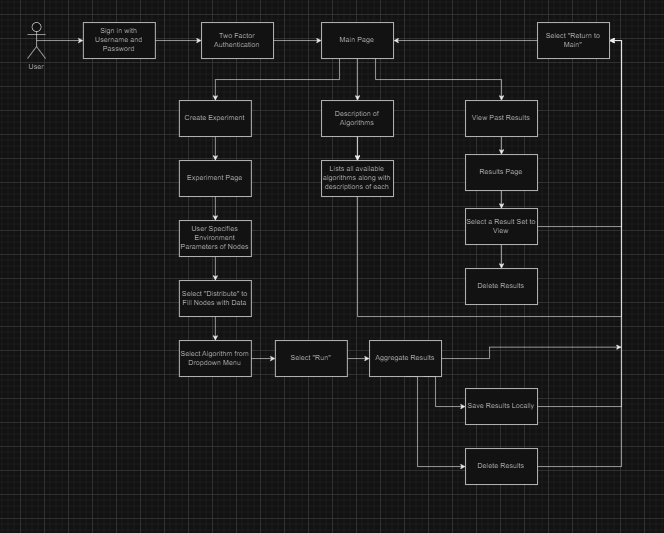 Sign in with
Username and
Password
Two Factor
Authentication
Main Page
Select "Return to
Main"
User
Create Experiment
Description of
Algorithms
View Past Results
Experiment Page
Lists all available
algorithms along with
descriptions of each
Results Page
User Specifies
Environment
Parameters of Nodes
Select a Result Set to
View
Select "Distribute" to
Fill Nodes with Data
Delete Results
Select Algorithm from
Dropdown Menu
Select "Run"
Aggregate Results
Save Results Locally
Delete Results